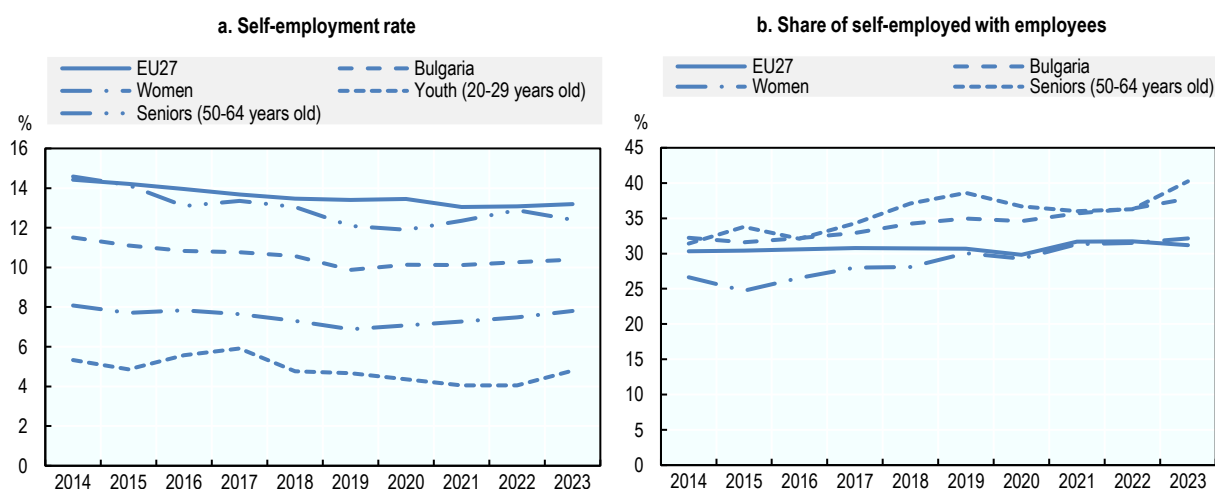 a. Self-employment rate
EU27
Bulgaria
Women
Youth (20-29 years old)
Seniors (50-64 years old)
%
16
14
12
10
8
6
4
2
0
2014 2015 2016 2017 2018 2019 2020 2021 2022 2023
b. Share of self-employed with employees
EU27
Bulgaria
Women
Seniors (50-64 years old)
%
45
40
35
30
25
20
15
10
5
0
2014 2015 2016 2017 2018 2019 2020 2021 2022 2023